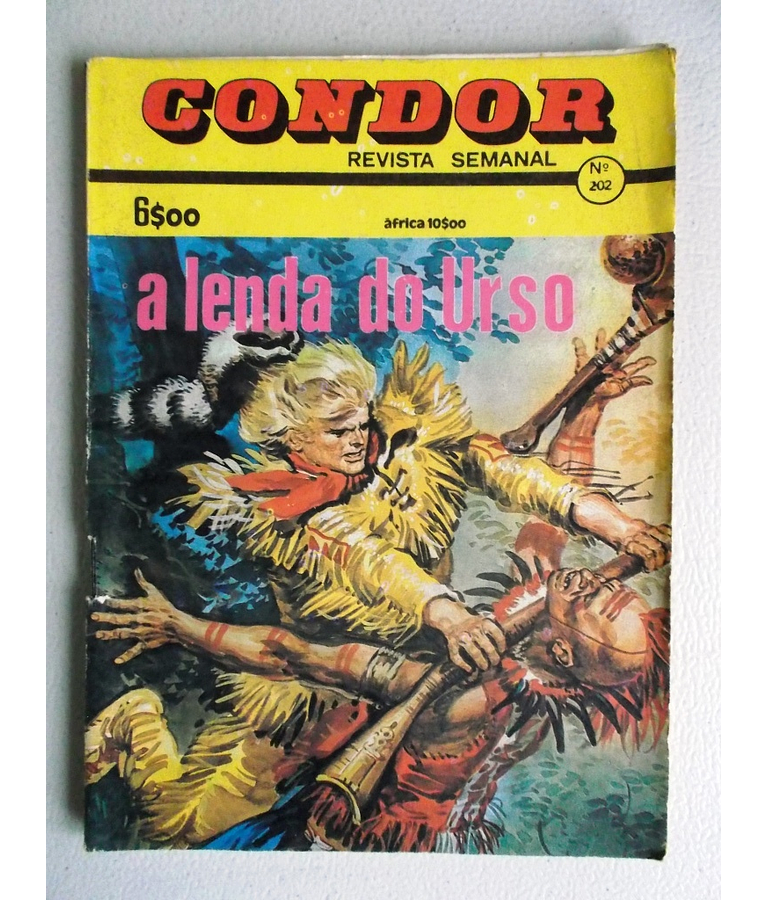 CONDOR
REVISTA SEMANAL
Nº
202
6$00
áfrica 10$00
a lenda do Urso